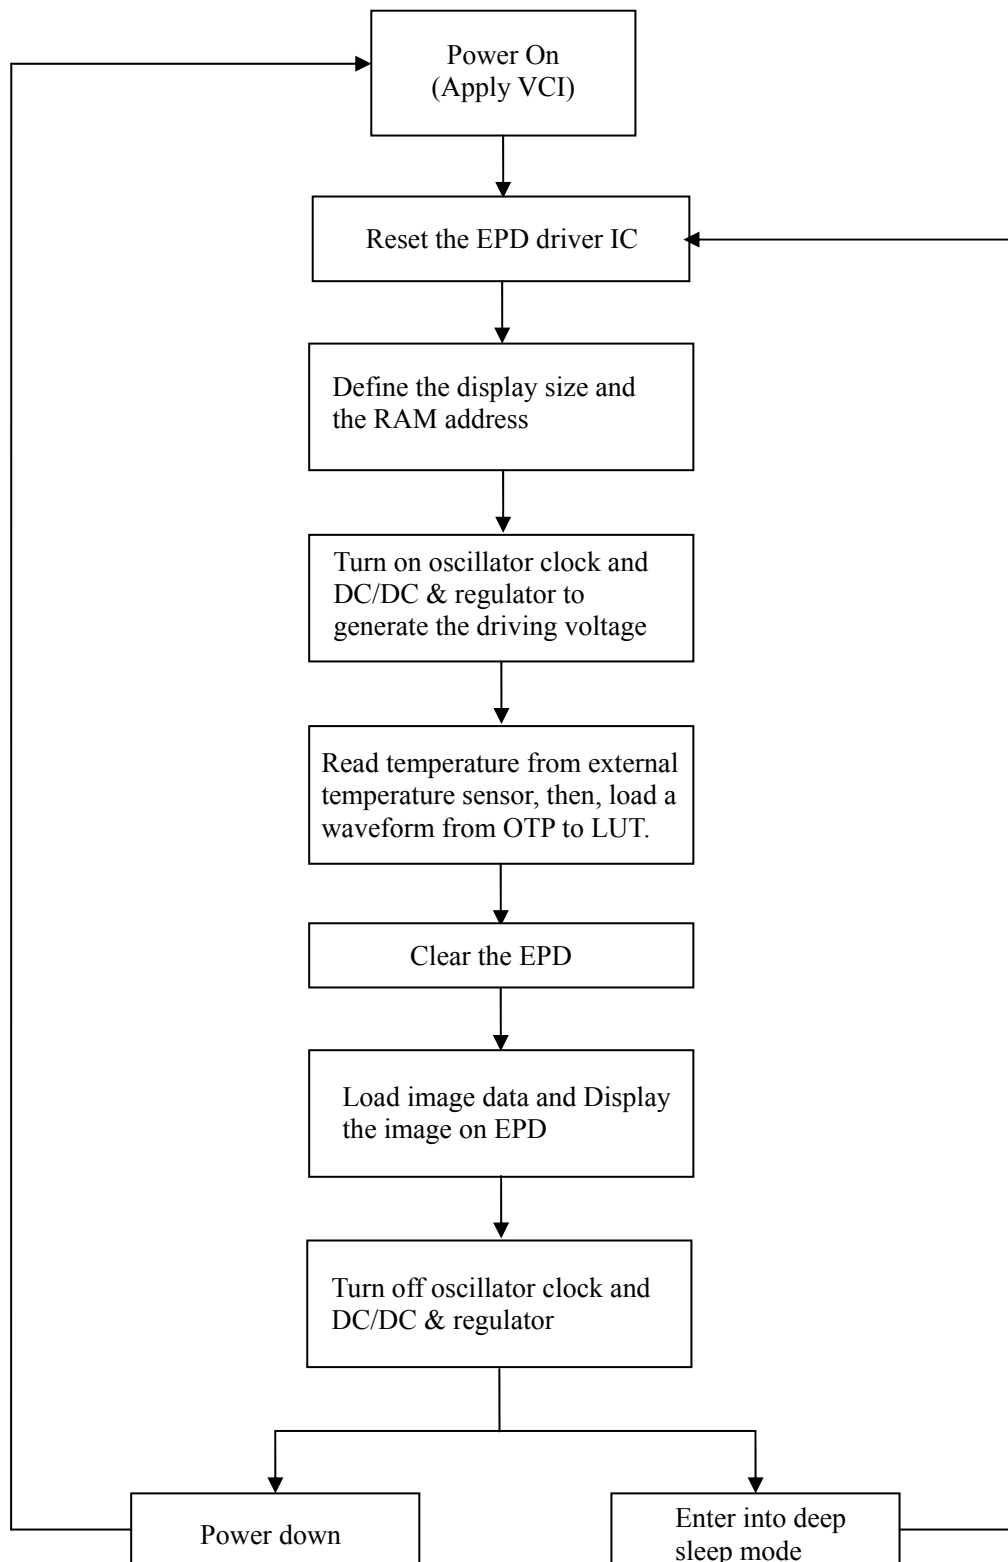 Power On
(Apply VCI)
Reset the EPD driver IC
Define the display size and
the RAM address
Turn on oscillator clock and
DC/DC & regulator to
generate the driving voltage
Read temperature from external
temperature sensor, then, load a
waveform from OTP to LUT.
Clear the EPD
Load image data and Display
the image on EPD
Turn off oscillator clock and
DC/DC & regulator
Power down
Enter into deep
sleep mode